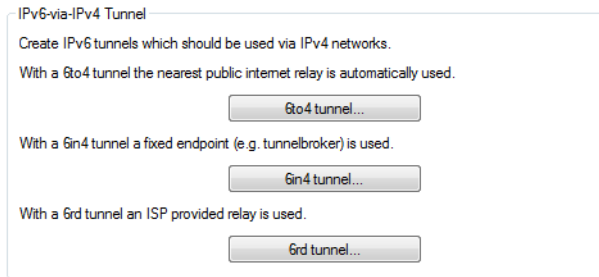 IPv6-via-IPv4 Tunnel
Create IPv6 tunnels which should be used via IPv4 networks.
With a 6to4 tunnel the nearest public internet relay is automatically used.
6to4 tunnel...
With a 6in4 tunnel a fixed endpoint (e.g. tunnelbroker) is used.
6in4 tunnel...
With a 6rd tunnel an ISP provided relay is used.
6rd tunnel...